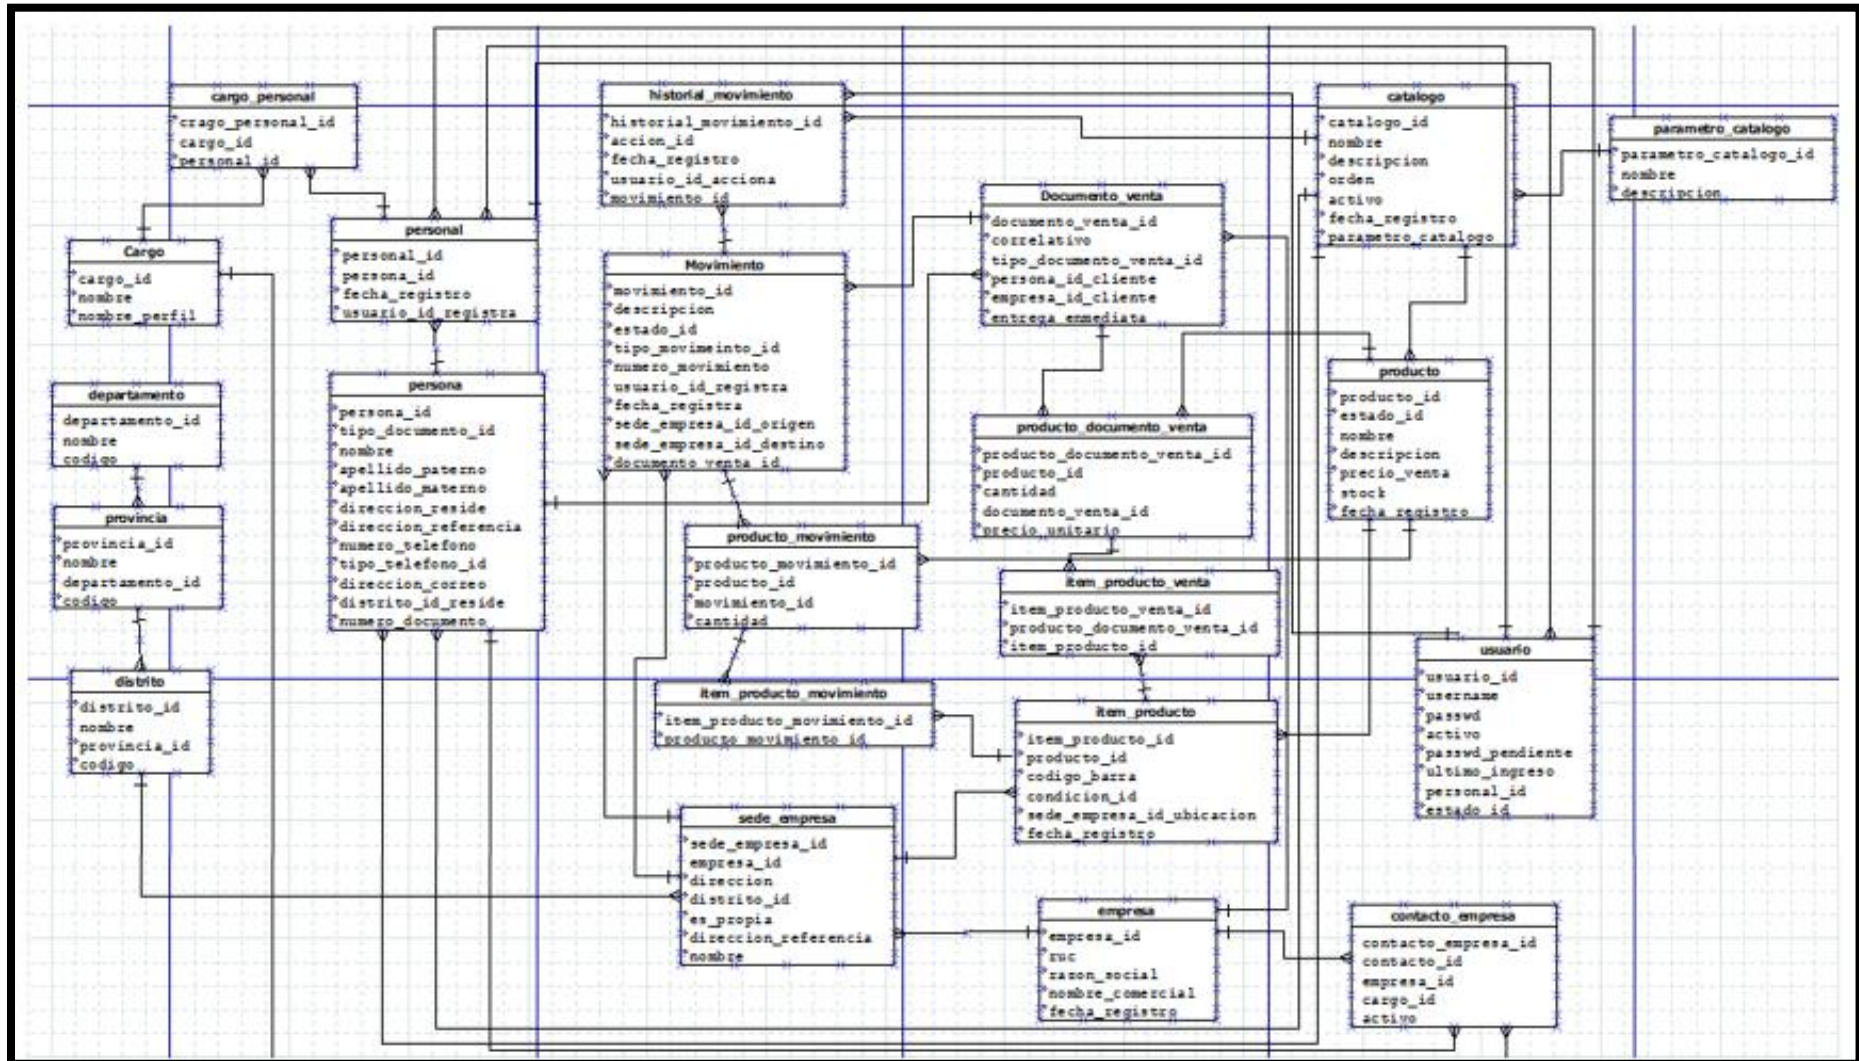 cargo_personal
crago_personal_id
cargo_id
personal_id
Cargo
cargo_id
nombre
nombre_perfil
departamento
departamento_id
nombre
codigo
provincia
provincia_id
nombre
departamento_id
codigo
distrito
distrito_id
nombre
provincia_id
codigo
personal
personal_id
persona_id
fecha_registro
usuario_id_registra
persona
persona_id
tipo_documento_id
nombre
apellido_paterno
apellido_materno
direccion_reside
direccion_referencia
numero_telefono
tipo_telefono_id
direccion_correo
distrito_id_reside
numero_documento
historial_movimiento
historial_movimiento_id
accion_id
fecha_registro
usuario_id_acciona
movimiento_id
Movimiento
movimiento_id
descripcion
estado_id
tipo_movimeinto_id
numero_movimiento
usuario_id_registra
fecha_registra
sede_empresa_id_origen
sede_empresa_id_destino
documento_venta_id
producto_movimiento
producto_movimiento_id
producto_id
movimiento_id
cantidad
item_producto_movimiento
item_producto_movimiento_id
producto_movimiento_id
sede_empresa
sede_empresa_id
empresa_id
direccion
distrito_id
es_propia
direccion_referencia
nombre
Documento_venta
documento_venta_id
correlativo
tipo_documento_venta_id
persona_id_cliente
empresa_id_cliente
entrega_enmediata
producto_documento_venta
producto_documento_venta_id
producto_id
cantidad
documento_venta_id
precio_unitario
item_producto_venta
item_producto_venta_id
producto_documento_venta_id
item_producto_id
item_producto
item_producto_id
producto_id
codigo_barra
condicion_id
sede_empresa_id_ubicacion
fecha_registro
empresa
empresa_id
ruc
razon_social
nombre_comercial
fecha_registro
catalogo
catalogo_id
nombre
descripcion
orden
activo
fecha_registro
parametro_catalogo
parametro_catalogo
parametro_catalogo_id
nombre
descripcion
producto
producto_id
estado_id
nombre
descripcion
precio_venta
stock
fecha_registro
usuario
usuario_id
username
passwd
activo
passwd_pendiente
ultimo_ingreso
personal_id
estado_id
contacto_empresa
contacto_empresa_id
contacto_id
empresa_id
cargo_id
activo